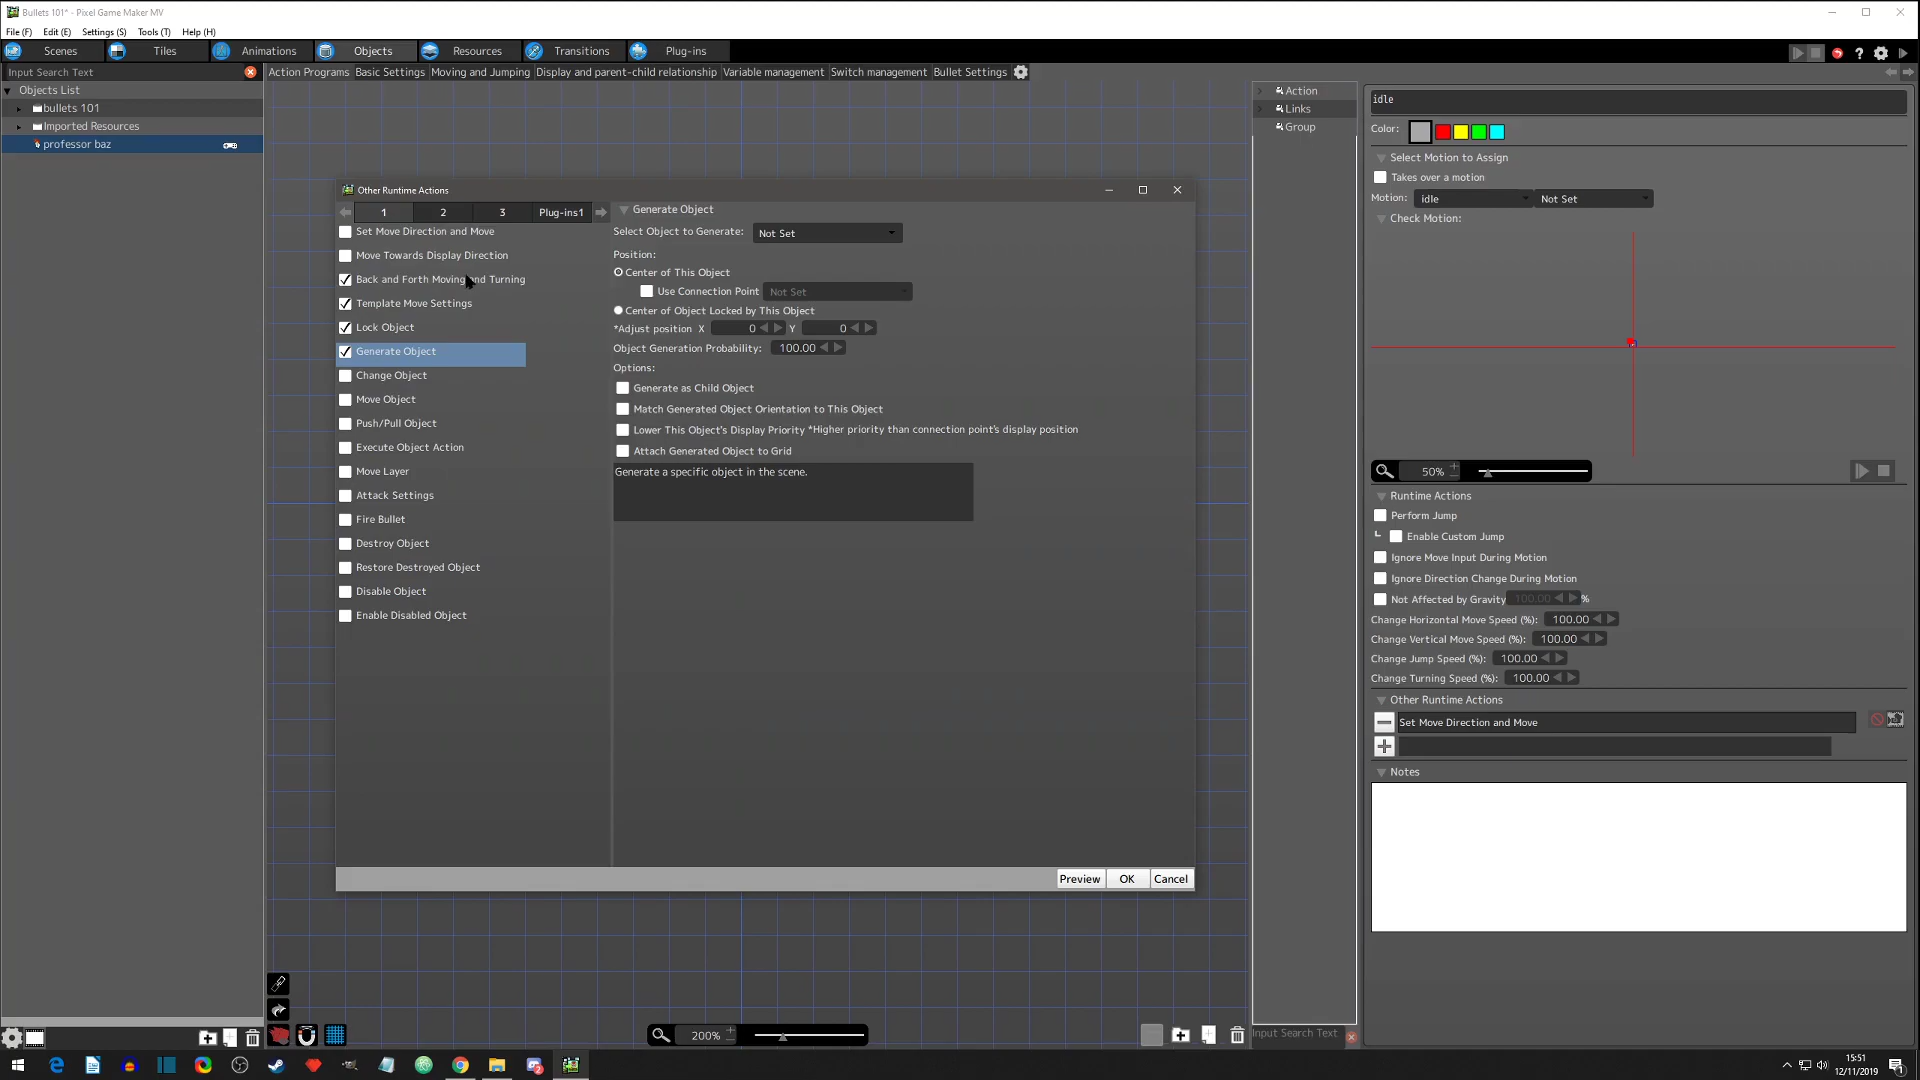 Bullets 101* - Pixel Game Maker MV
File (F) Edit (E) Settings (S) Tools (T) Help (H)
Scenes Tiles Animations Objects Resources Transitions Plug-ins
Input Search Text
Action Programs Basic Settings Moving and Jumping Display and parent-child relationship Variable management Switch management Bullet Settings
Objects List
bullets 101
Imported Resources
professor baz
Other Runtime Actions
1 2 3 Plug-ins1
Set Move Direction and Move
Move Towards Display Direction
Back and Forth Moving and Turning
Template Move Settings
Lock Object
Generate Object
Change Object
Move Object
Push/Pull Object
Execute Object Action
Move Layer
Attack Settings
Fire Bullet
Destroy Object
Restore Destroyed Object
Disable Object
Enable Disabled Object
Generate Object
Select Object to Generate: Not Set
Position:
Center of This Object
Use Connection Point Not Set
Center of Object Locked by This Object
*Adjust position X 0 Y 0
Object Generation Probability: 100.00
Options:
Generate as Child Object
Match Generated Object Orientation to This Object
Lower This Object's Display Priority *Higher priority than connection point's display position
Attach Generated Object to Grid
Generate a specific object in the scene.
Preview OK Cancel
200%
Action
Links
Group
Input Search Text
idle
Color:
Select Motion to Assign
Takes over a motion
Motion: idle Not Set
Check Motion:
50%
Runtime Actions
Perform Jump
Enable Custom Jump
Ignore Move Input During Motion
Ignore Direction Change During Motion
Not Affected by Gravity 100.00 %
Change Horizontal Move Speed (%): 100.00
Change Vertical Move Speed (%): 100.00
Change Jump Speed (%): 100.00
Change Turning Speed (%): 100.00
Other Runtime Actions
Set Move Direction and Move
Notes
15:51
12/11/2019